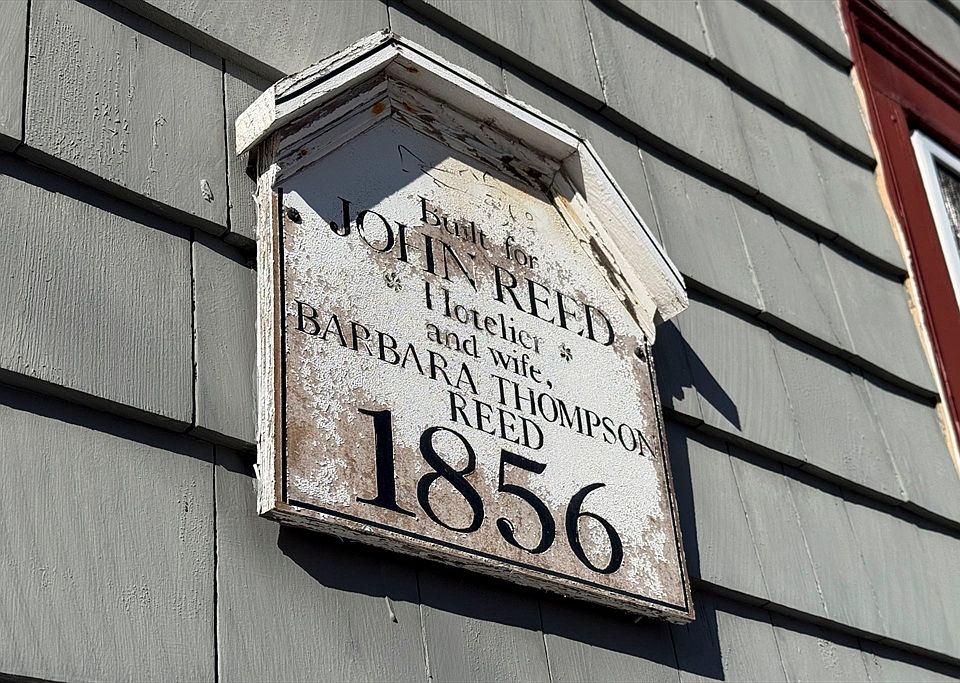 built for
JOHN REED
Hotelier
and wife,
BARBARA THOMPSON
REED
1856